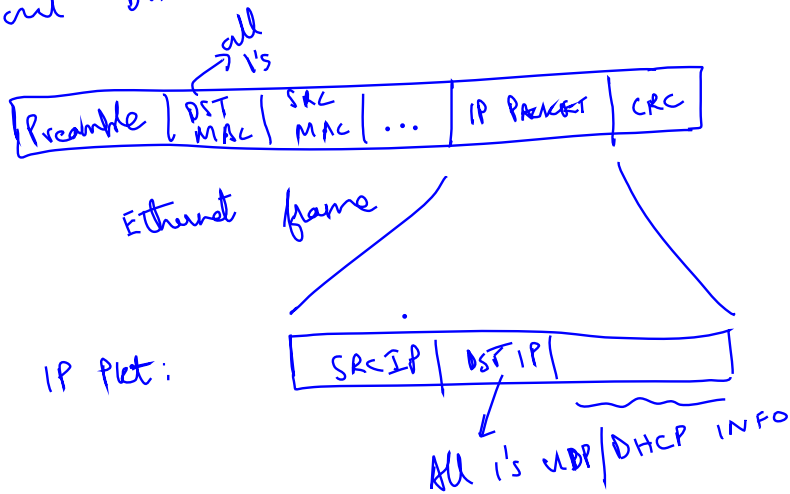 all
1's
Preamble DST MAC SRC MAC ... IP PACKET CRC
Ethernet frame
IP Pkt: SRC IP DST IP
All 1's UDP/DHCP INFO